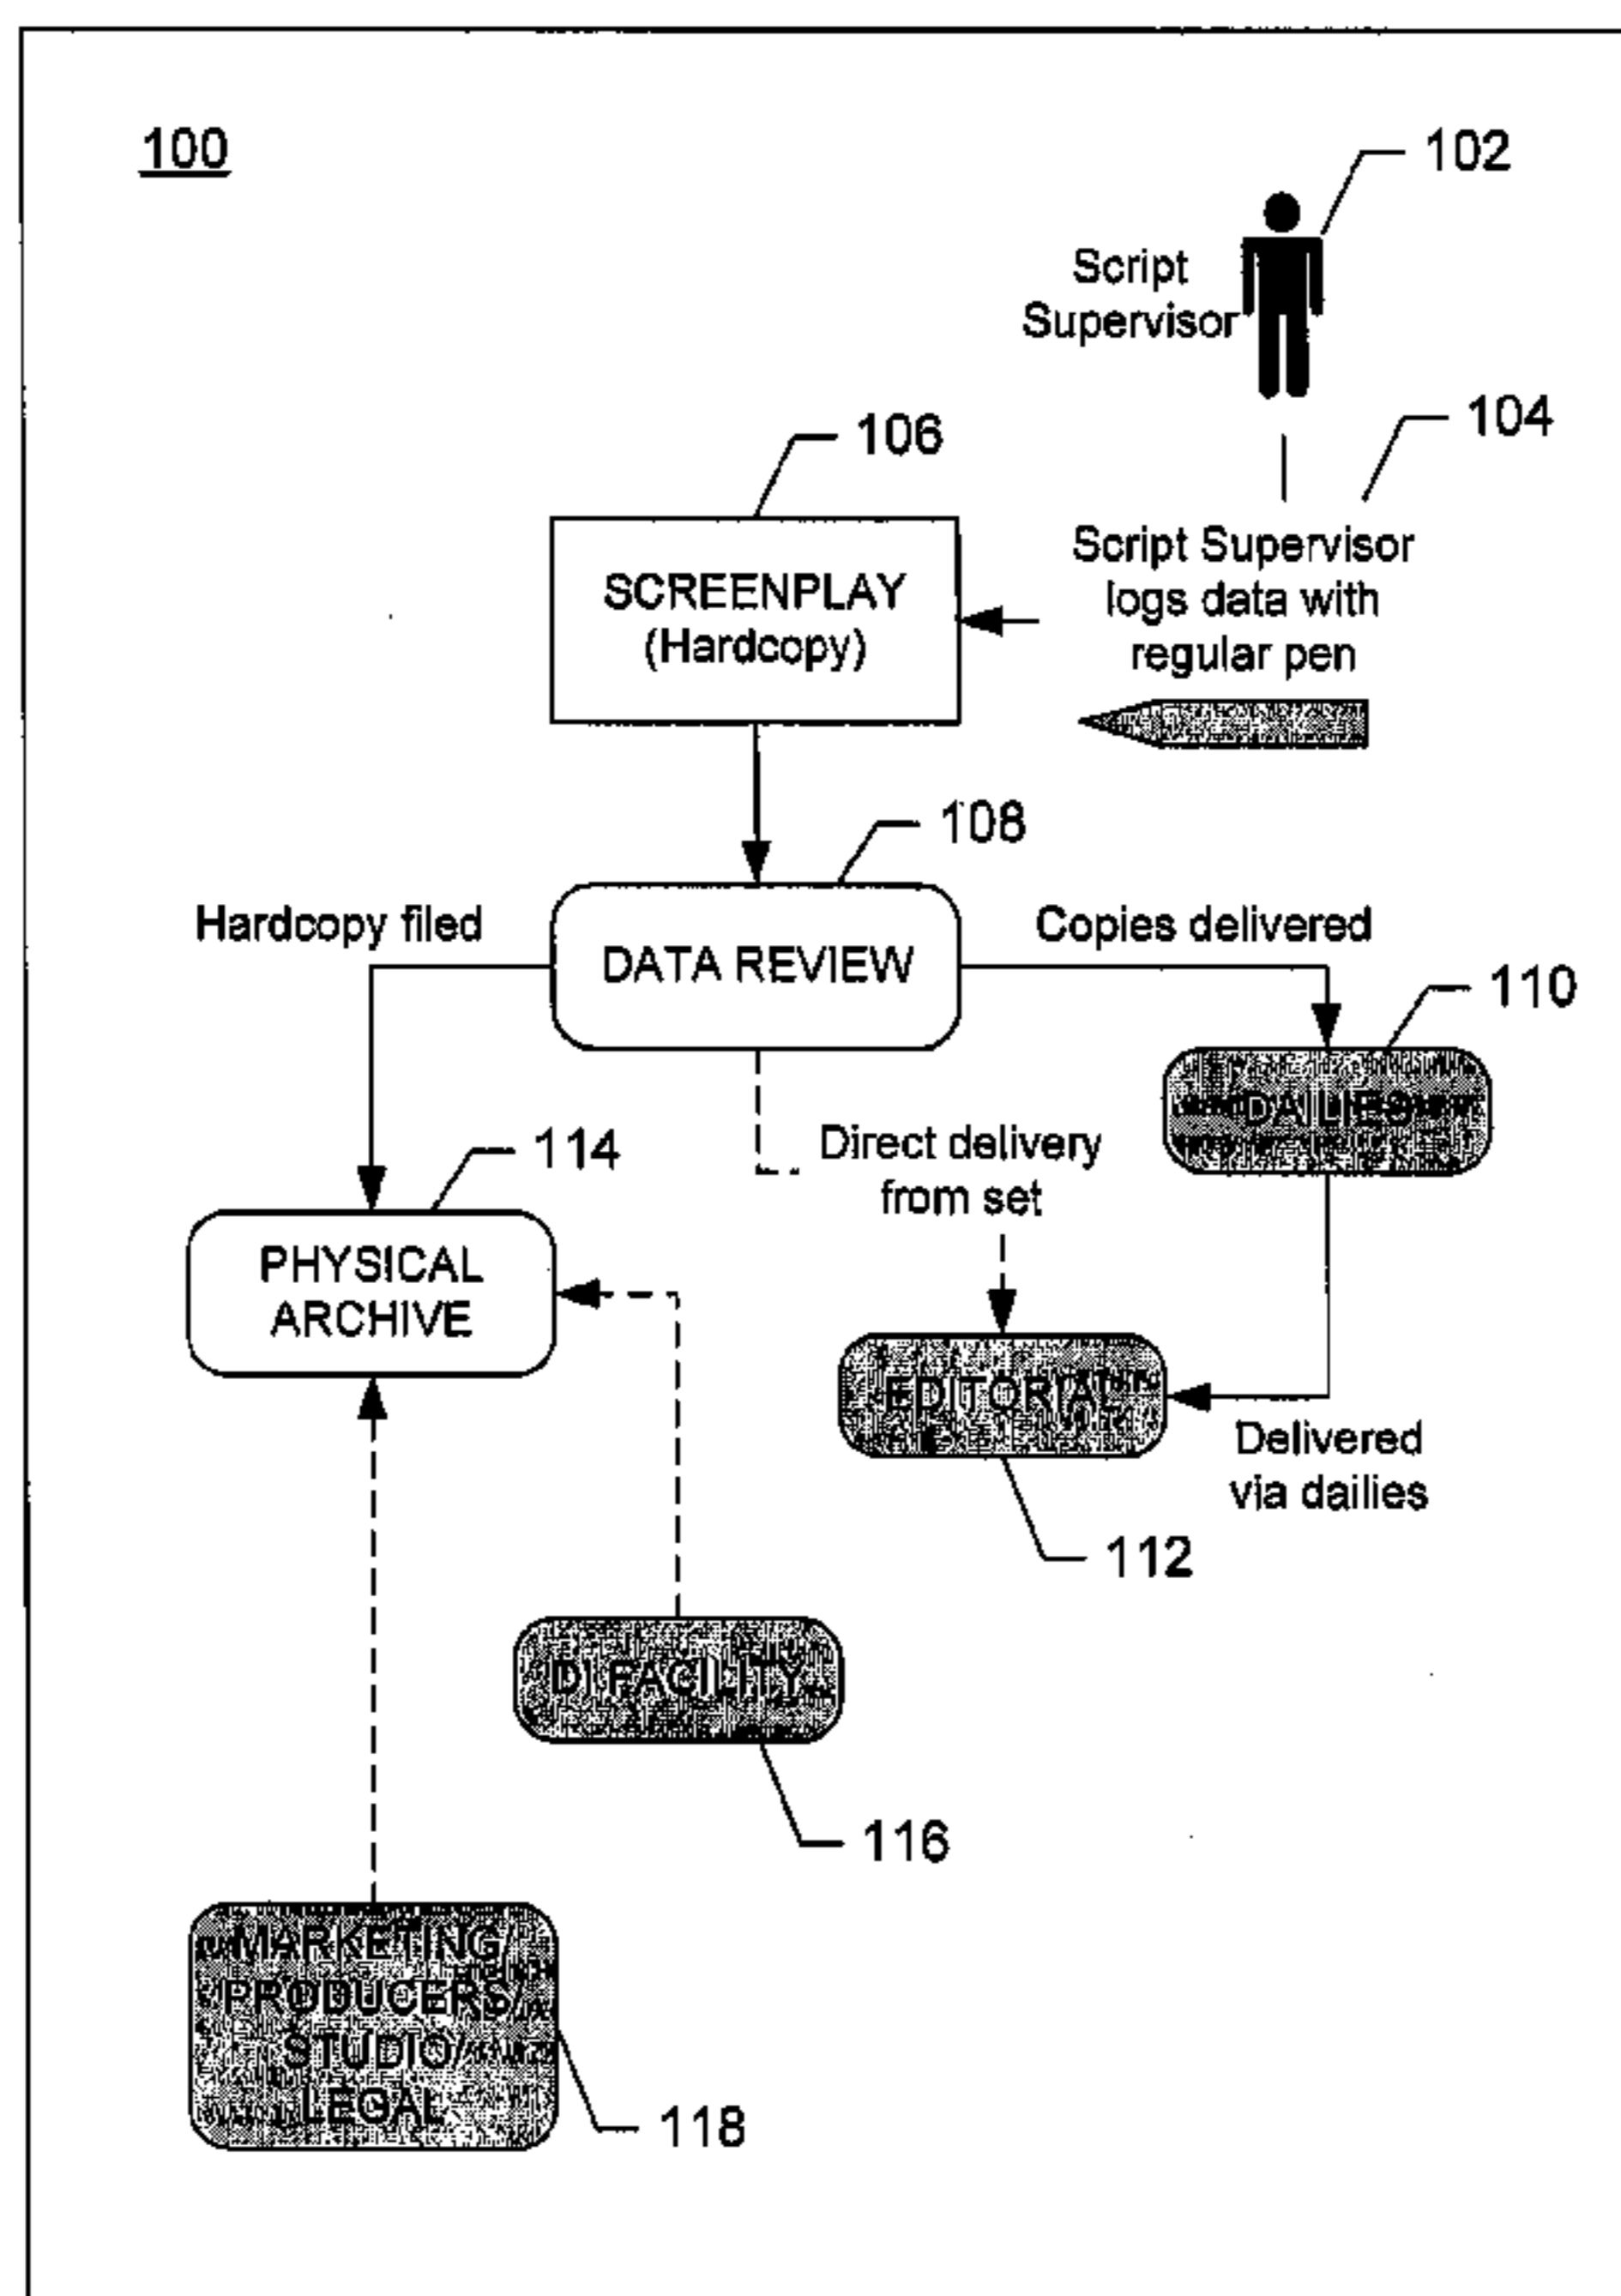 100
102
Script
Supervisor
104
106
SCREENPLAY
(Hardcopy)
Script Supervisor
logs data with
regular pen
108
Hardcopy filed
DATA REVIEW
Copies delivered
110
DAILIES
114
Direct delivery
from set
PHYSICAL
ARCHIVE
EDITORIAL
Delivered
via dailies
112
DI FACILITY
116
MARKETING/
PRODUCERS/
STUDIO/
LEGAL
118